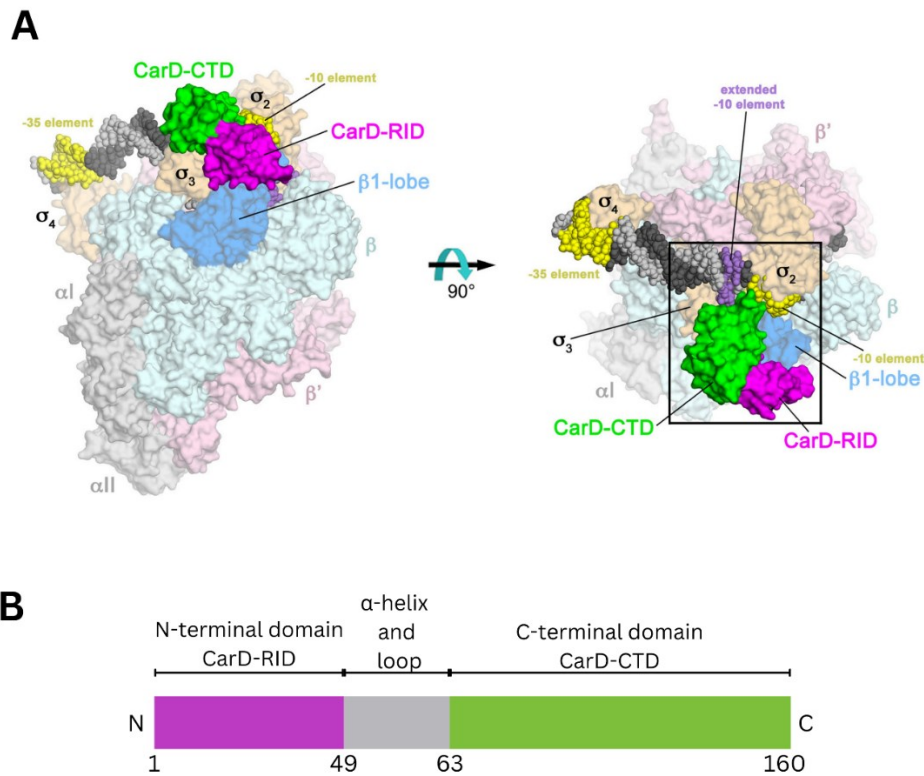 A
CarD-CTD
-10 element
σ2
-35 element
CarD-RID
σ3
β1-lobe
σ4
β
αI
β'
αII
90°
extended
-10 element
β'
σ4
-35 element
σ2
β
σ3
-10 element
αI
β1-lobe
CarD-CTD
CarD-RID
B
α-helix
N-terminal domain and C-terminal domain
CarD-RID loop CarD-CTD
N C
1 49 63 160